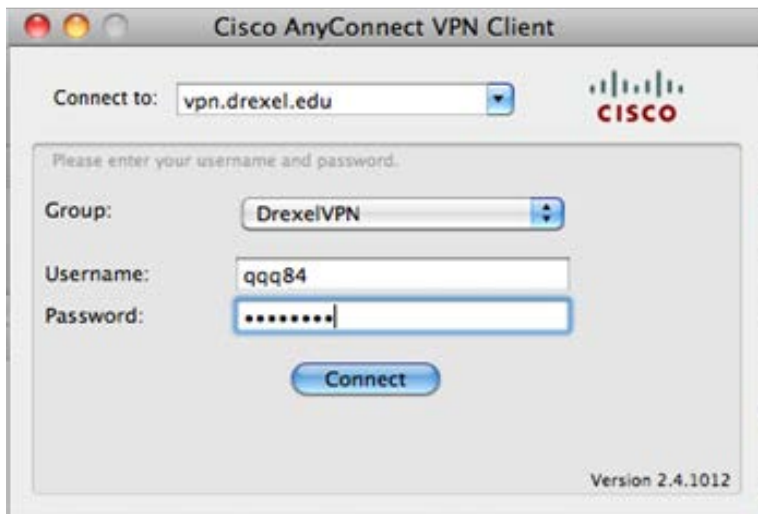 Cisco AnyConnect VPN Client
Connect to: vpn.drexel.edu
CISCO
Please enter your username and password.
Group: DrexelVPN
Username: qqq84
Password: ••••••••
Connect
Version 2.4.1012